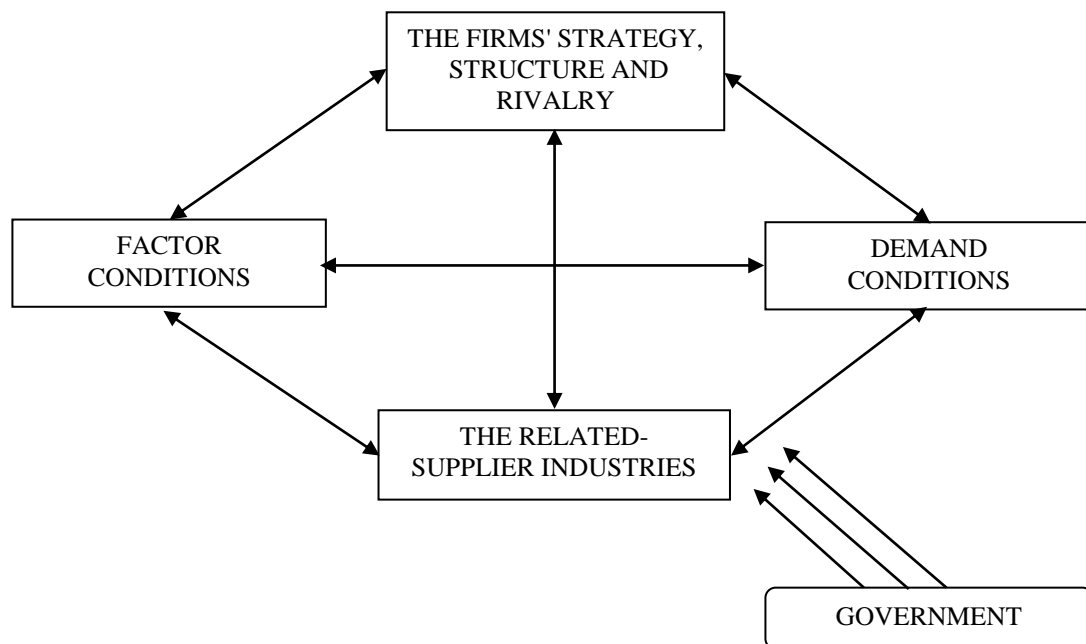 THE FIRMS' STRATEGY,
STRUCTURE AND
RIVALRY
FACTOR
CONDITIONS
DEMAND
CONDITIONS
THE RELATED-
SUPPLIER INDUSTRIES
GOVERNMENT